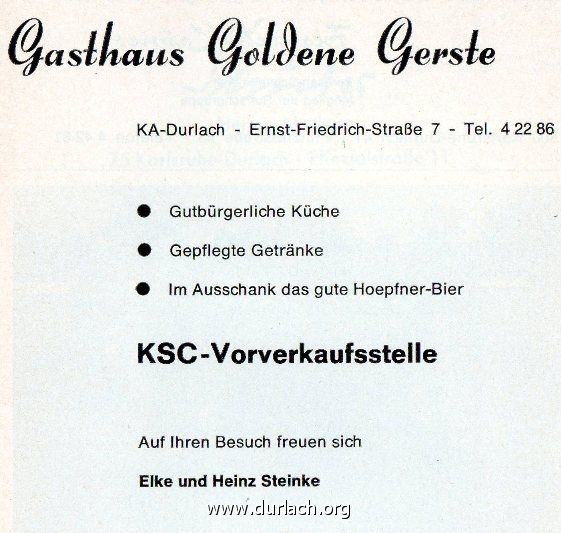 Gasthaus Goldene Gerste
KA-Durlach - Ernst-Friedrich-Straße 7 - Tel. 4 22 86
● Gutbürgerliche Küche
● Gepflegte Getränke
● Im Ausschank das gute Hoepfner-Bier
KSC-Vorverkaufsstelle
Auf Ihren Besuch freuen sich
Elke und Heinz Steinke
www.durlach.org